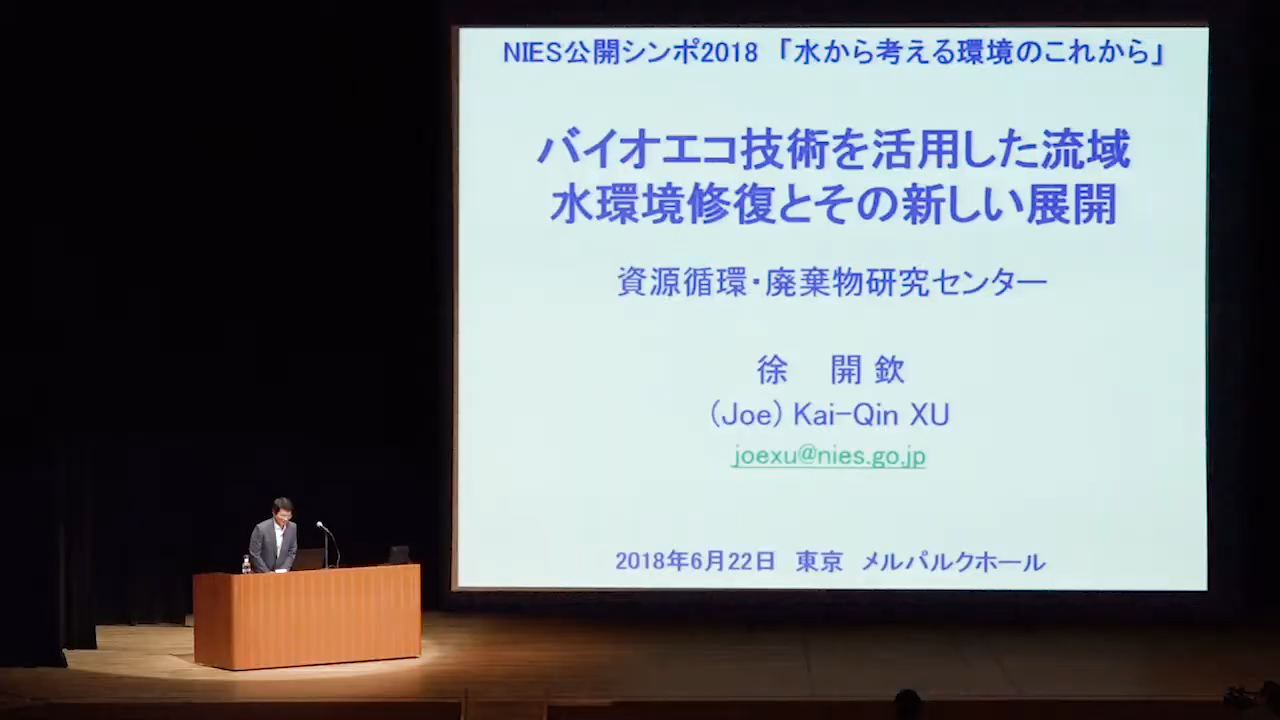 NIES公開シンポ2018 「水から考える環境のこれから」
バイオエコ技術を活用した流域
水環境修復とその新しい展開
資源循環・廃棄物研究センター
徐 開欽
(Joe) Kai-Qin XU
joexu@nies.go.jp
2018年6月22日 東京 メルパルクホール